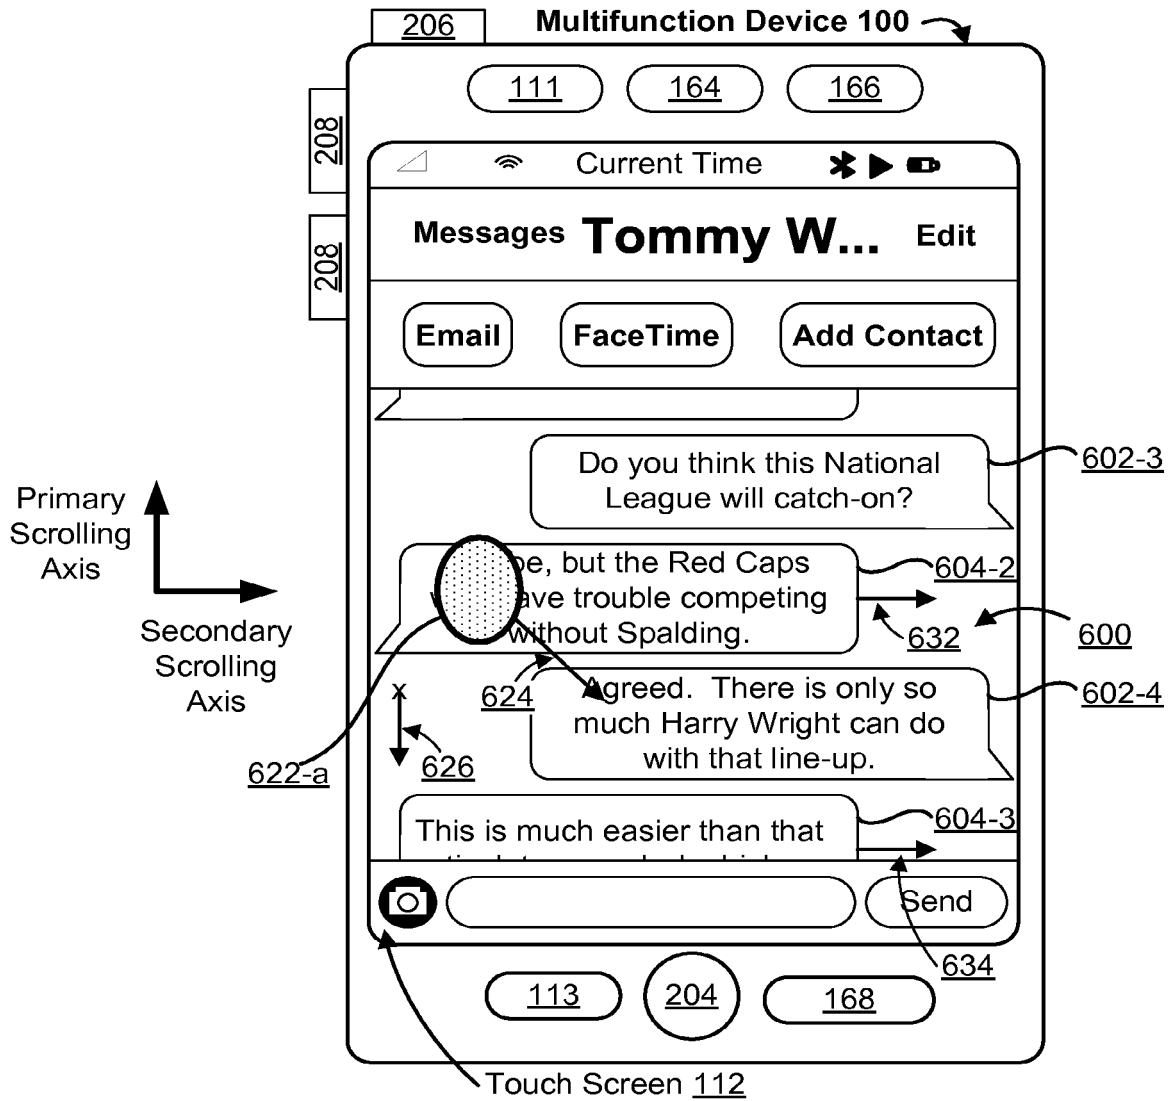 206
Multifunction Device 100
111
164
166
208
208
Current Time
Messages
Tommy W...
Edit
Email
FaceTime
Add Contact
Do you think this National
League will catch-on?
602-3
Primary
Scrolling
Axis
Secondary
Scrolling
Axis
be, but the Red Caps
ave trouble competing
without Spalding.
604-2
632
600
624
Agreed. There is only so
much Harry Wright can do
with that line-up.
602-4
x
626
622-a
This is much easier than that
604-3
Send
634
113
204
168
Touch Screen 112